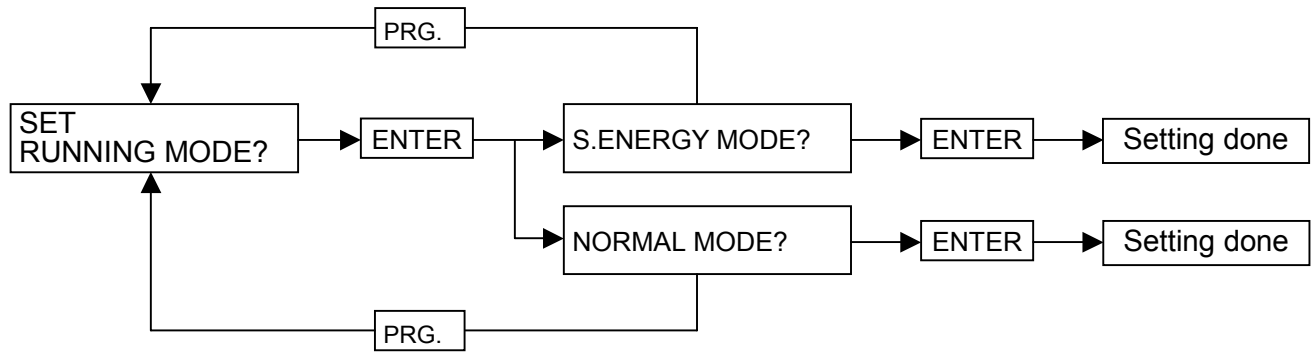 PRG.
SET
RUNNING MODE?
ENTER
S.ENERGY MODE?
ENTER
Setting done
NORMAL MODE?
ENTER
Setting done
PRG.